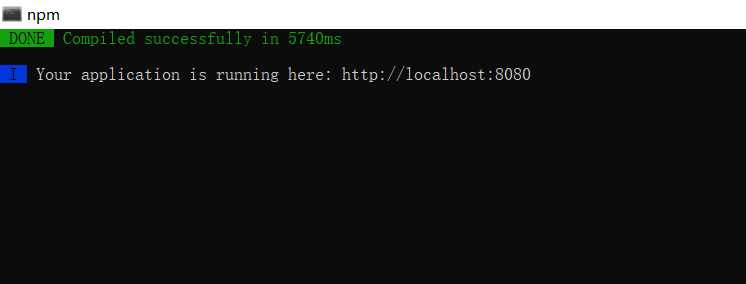 npm
DONE Compiled successfully in 5740ms
I Your application is running here: http://localhost:8080